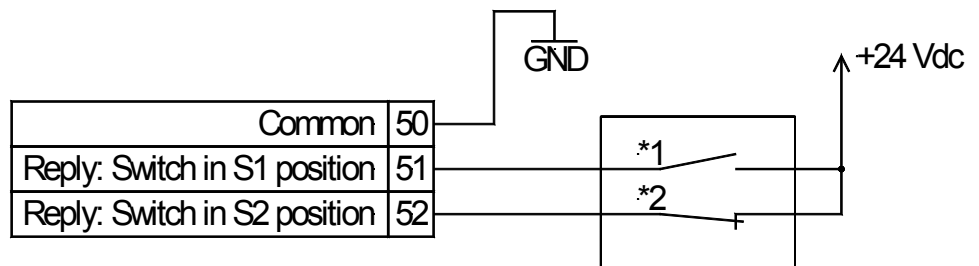 GND
+24 Vdc
Common 50
Reply: Switch in S1 position 51
*1
Reply: Switch in S2 position 52
*2